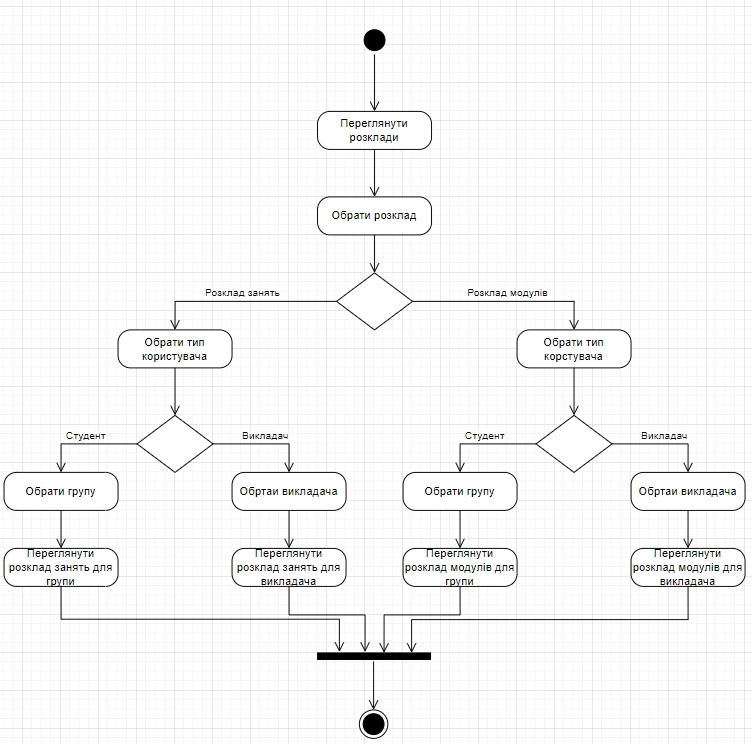 Переглянути
розклади
Обрати розклад
Розклад занять
Розклад модулів
Обрати тип
користувача
Обрати тип
корстувача
Студент
Викладач
Студент
Викладач
Обрати групу
Обртаи викладача
Обрати групу
Обртаи викладача
Переглянути
розклад занять для
групи
Переглянути
розклад занять для
викладача
Переглянути
розклад модулів для
групи
Переглянути
розклад модулів для
викладача